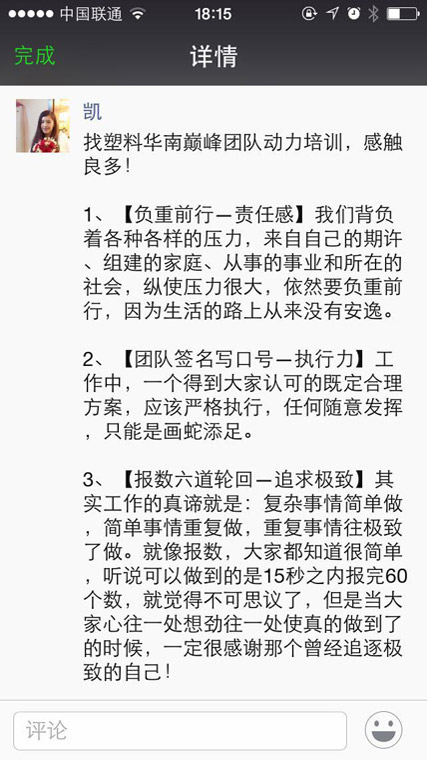 中国联通 18:15
完成 详情
凯
找塑料华南巅峰团队动力培训，感触
良多！
1、【负重前行—责任感】我们背负
着各种各样的压力，来自自己的期许
、组建的家庭、从事的事业和所在的
社会，纵使压力很大，依然要负重前
行，因为生活的路上从来没有安逸。
2、【团队签名写口号—执行力】工
作中，一个得到大家认可的既定合理
方案，应该严格执行，任何随意发挥
，只能是画蛇添足。
3、【报数六道轮回—追求极致】其
实工作的真谛就是：复杂事情简单做
，简单事情重复做，重复事情往极致
了做。就像报数，大家都知道很简单
，听说可以做到的是15秒之内报完60
个数，就觉得不可思议了，但是当大
家心往一处想劲往一处使真的做到了
的时候，一定很感谢那个曾经追逐极
致的自己！
评论